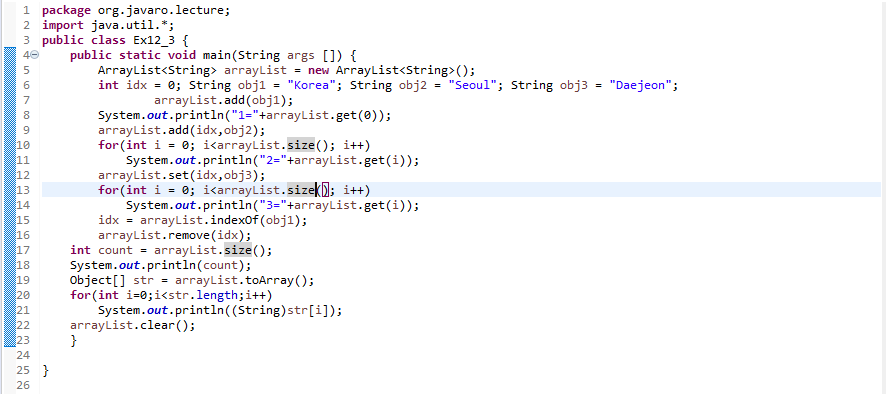 1 package org.javaro.lecture;
2 import java.util.*;
3 public class Ex12_3 {
4 public static void main(String args []) {
5 ArrayList<String> arrayList = new ArrayList<String>();
6 int idx = 0; String obj1 = "Korea"; String obj2 = "Seoul"; String obj3 = "Daejeon";
7 arrayList.add(obj1);
8 System.out.println("1="+arrayList.get(0));
9 arrayList.add(idx,obj2);
10 for(int i = 0; i<arrayList.size(); i++)
11 System.out.println("2="+arrayList.get(i));
12 arrayList.set(idx,obj3);
13 for(int i = 0; i<arrayList.size(); i++)
14 System.out.println("3="+arrayList.get(i));
15 idx = arrayList.indexOf(obj1);
16 arrayList.remove(idx);
17 int count = arrayList.size();
18 System.out.println(count);
19 Object[] str = arrayList.toArray();
20 for(int i=0;i<str.length;i++)
21 System.out.println((String)str[i]);
22 arrayList.clear();
23 }
24
25 }
26